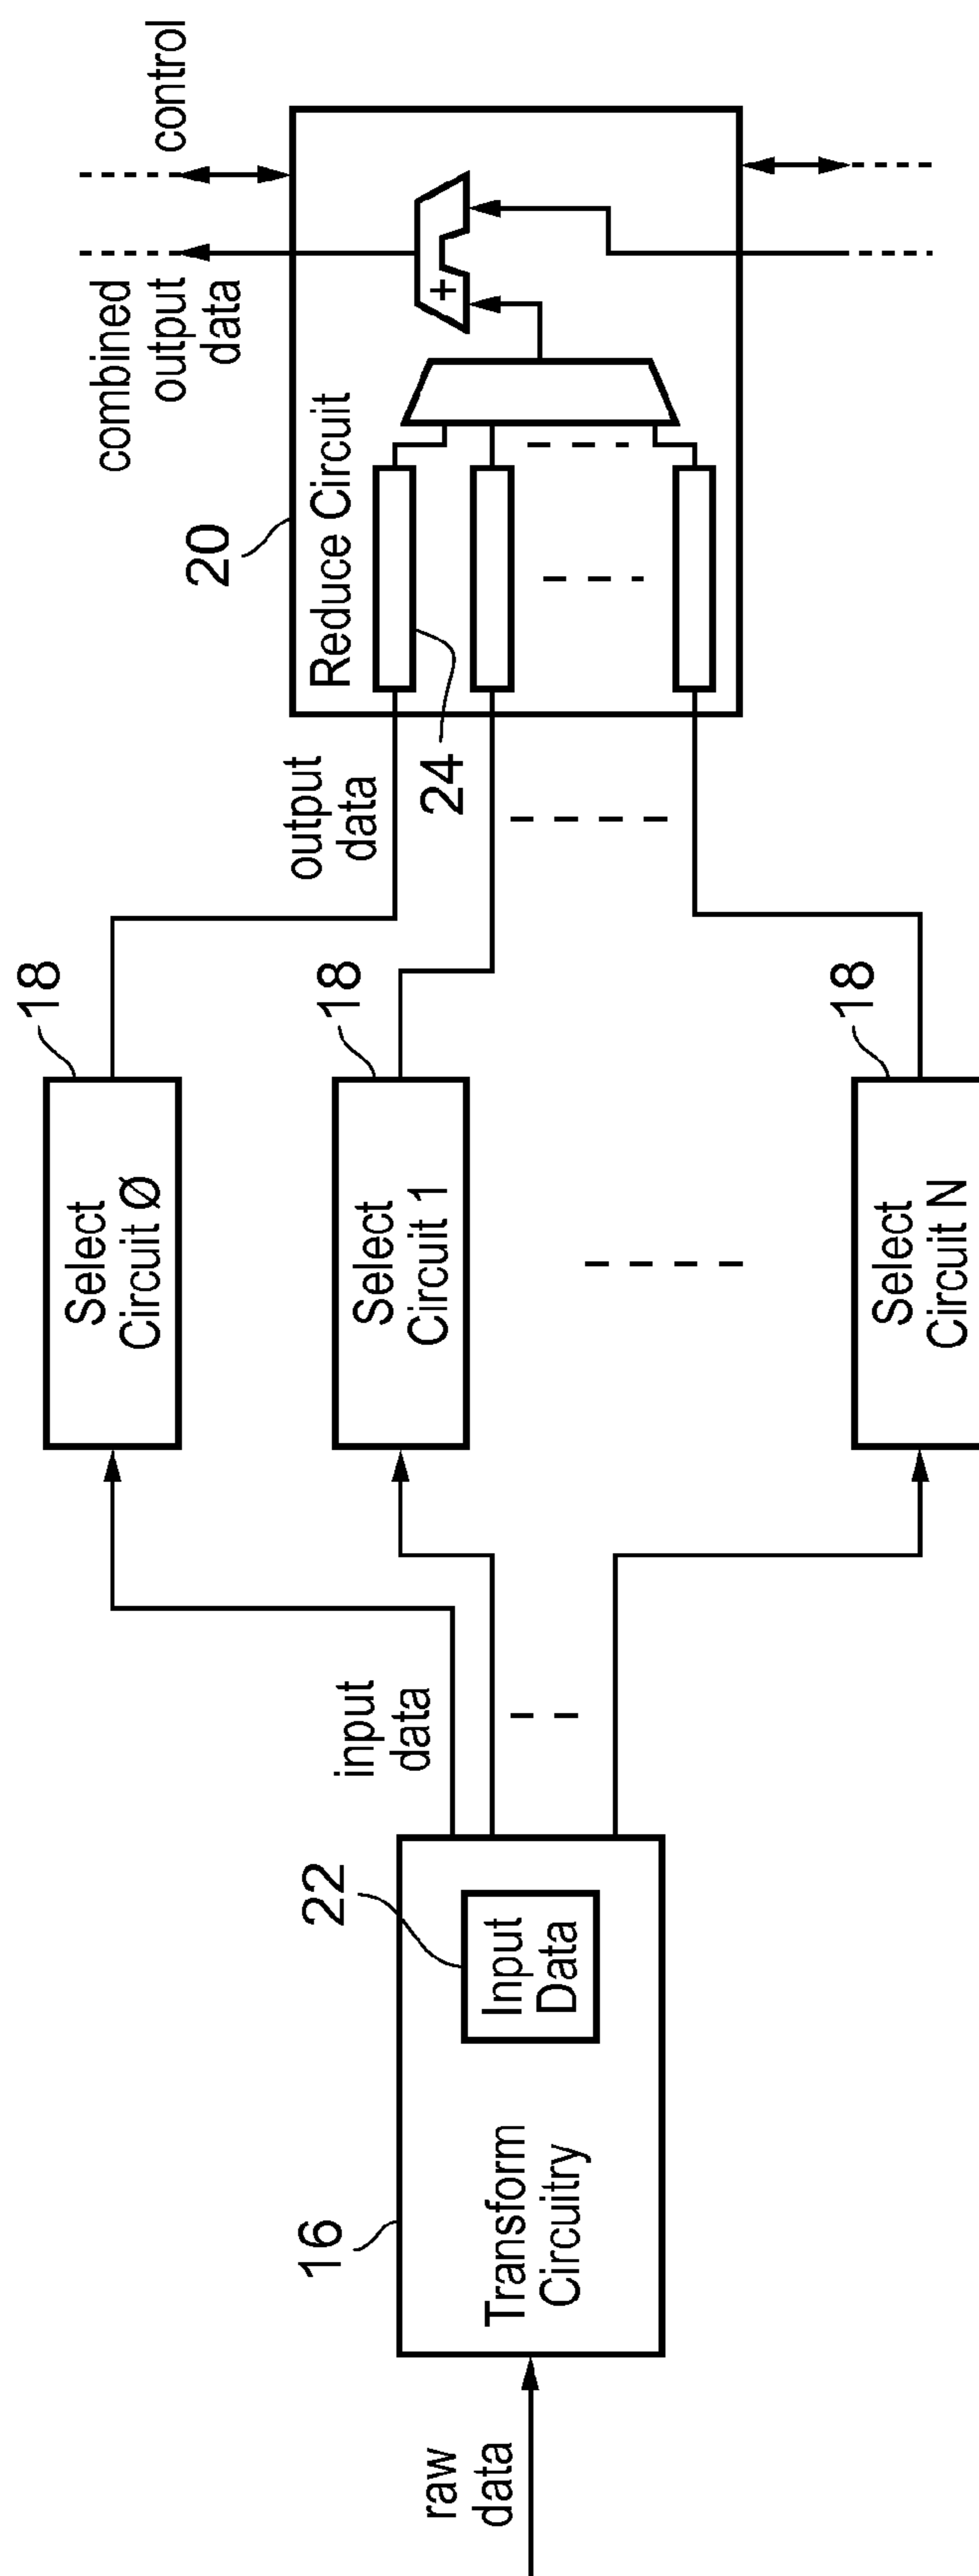 raw
data
16
Transform
Circuitry
22
Input
Data
input
data
18
Select
Circuit Ø
18
Select
Circuit 1
18
Select
Circuit N
output
data
24
20
Reduce Circuit
+
combined
output
data
control